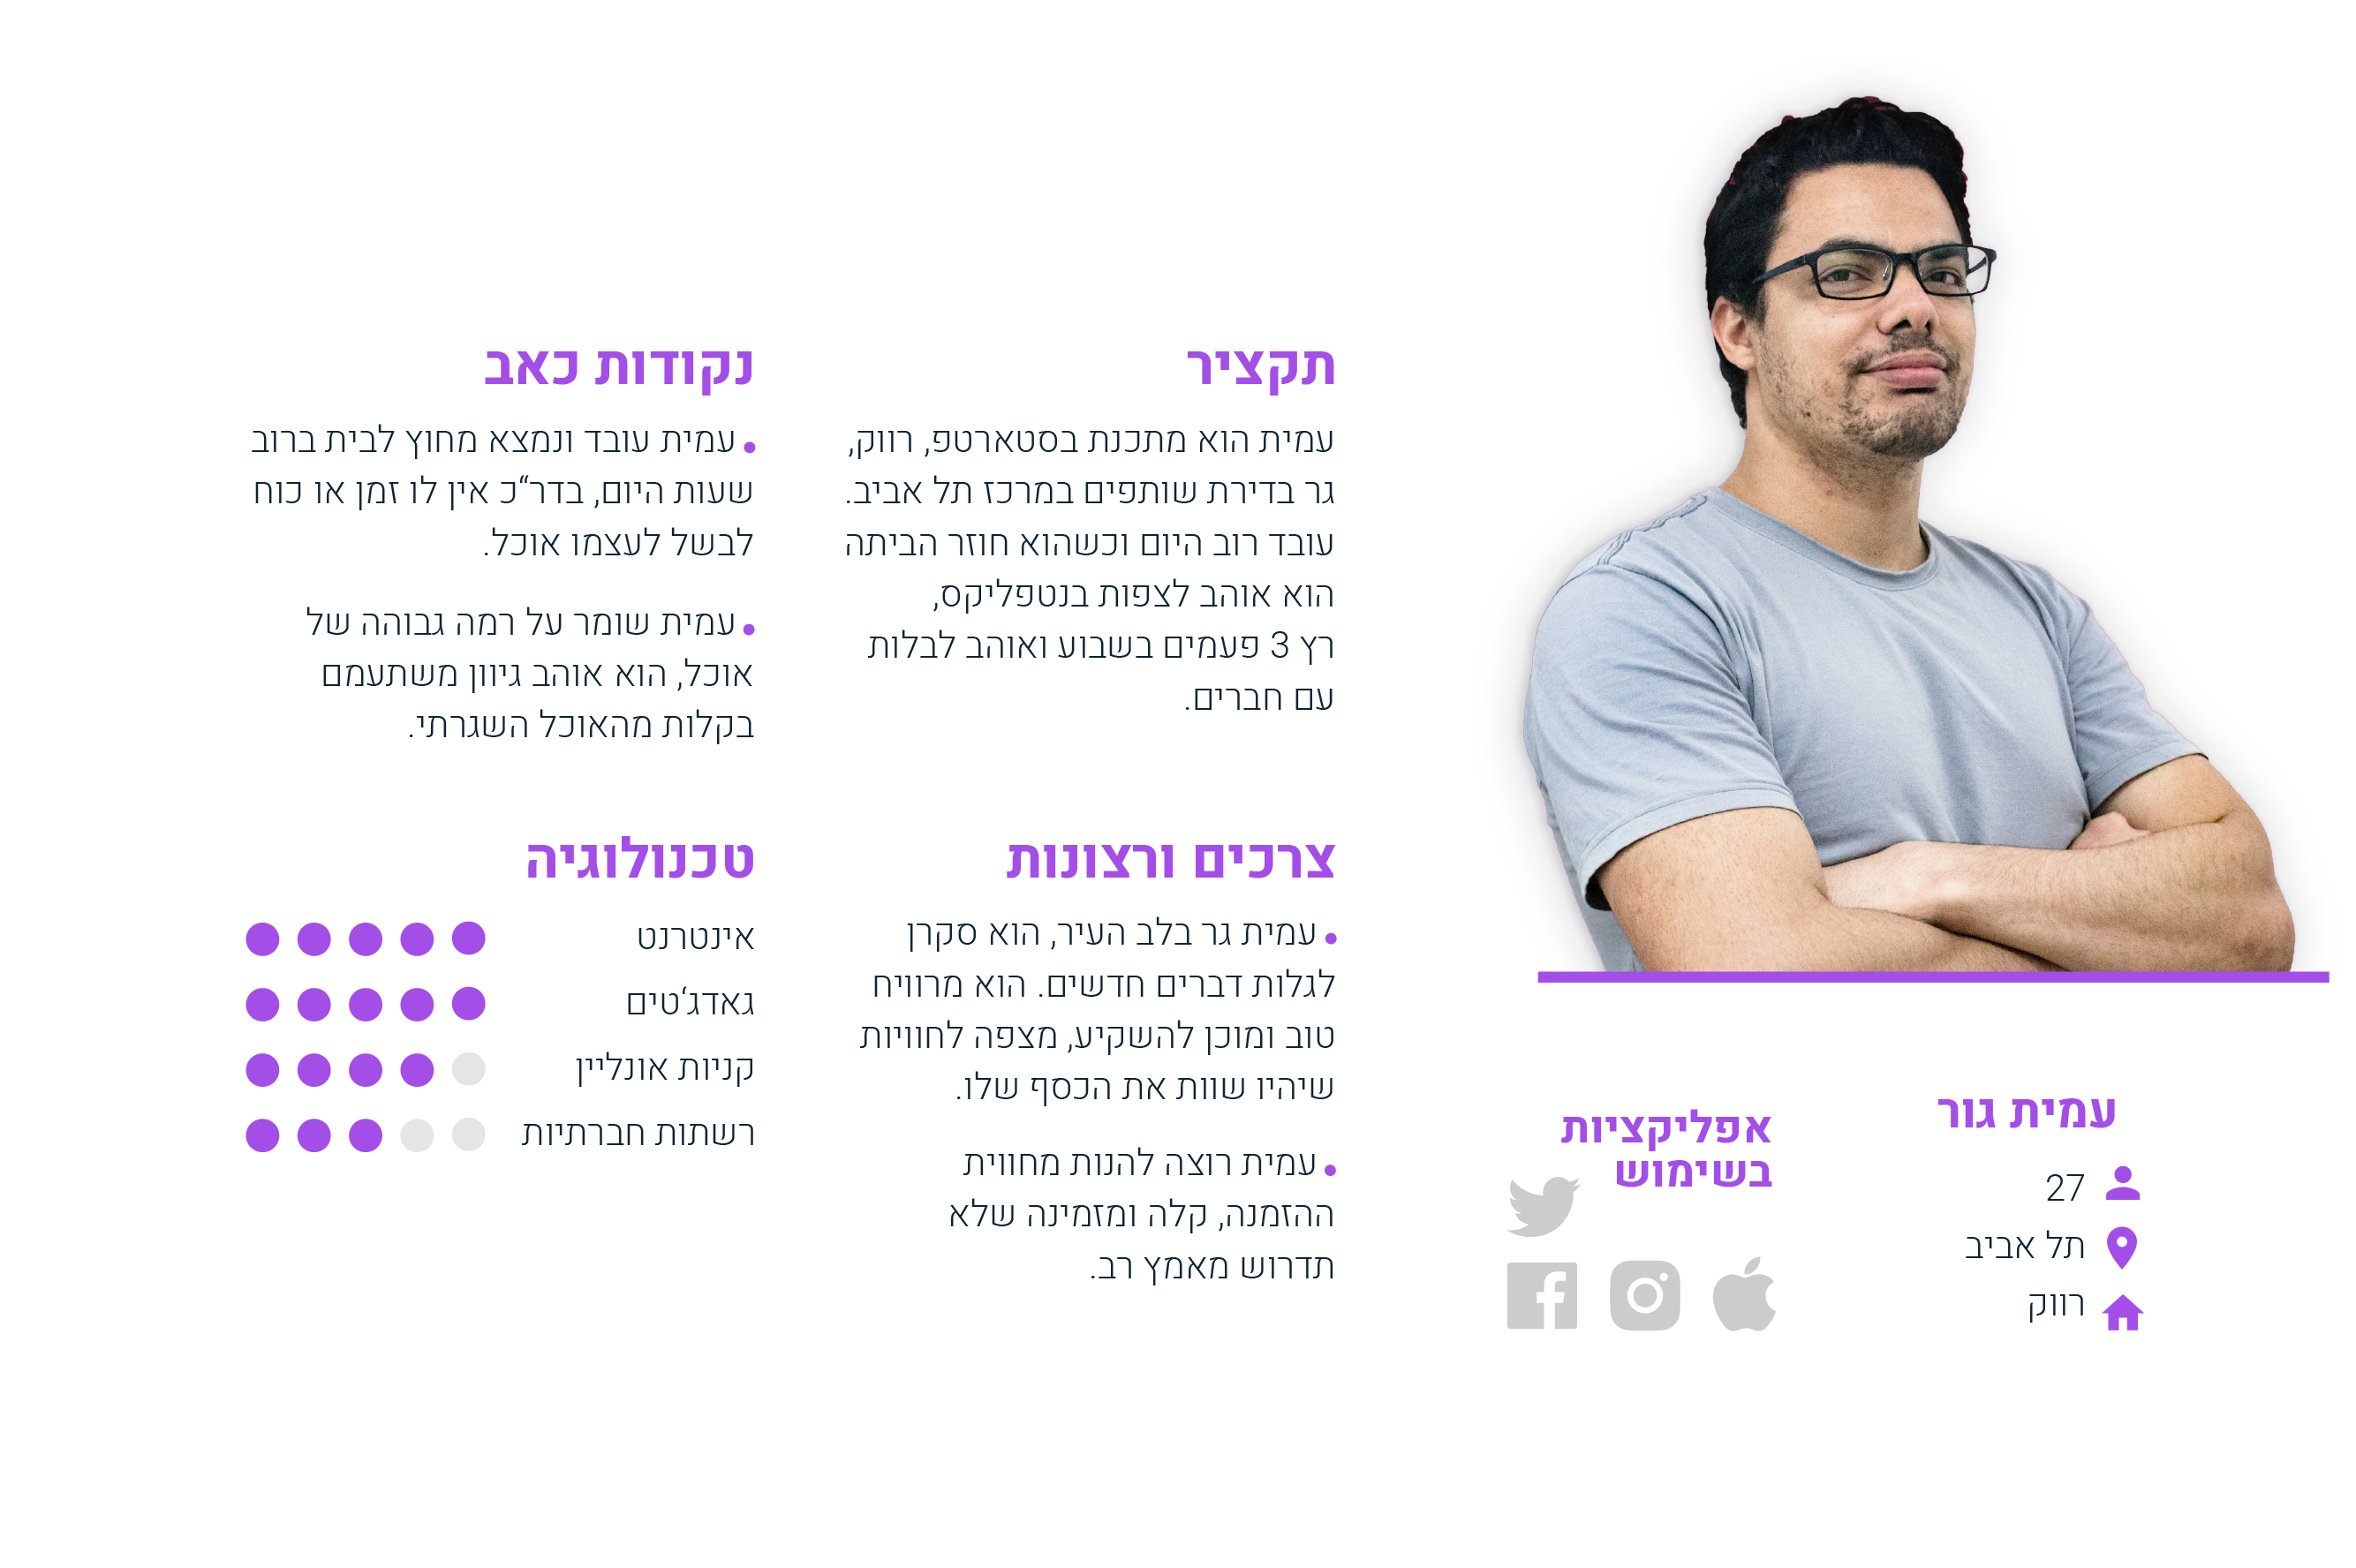 עמית גור
27
תל אביב
רווק
אפליקציות
בשימוש
תקציר
עמית הוא מתכנת בסטארטפ, רווק,
גר בדירת שותפים במרכז תל אביב.
עובד רוב היום וכשהוא חוזר הביתה
הוא אוהב לצפות בנטפליקס,
רץ 3 פעמים בשבוע ואוהב לבלות
עם חברים.
צרכים ורצונות
• עמית גר בלב העיר, הוא סקרן
לגלות דברים חדשים. הוא מרוויח
טוב ומוכן להשקיע, מצפה לחוויות
שיהיו שוות את הכסף שלו.
• עמית רוצה להנות מחווית
ההזמנה, קלה ומזמינה שלא
תדרוש מאמץ רב.
נקודות כאב
• עמית עובד ונמצא מחוץ לבית ברוב
שעות היום, בדר“כ אין לו זמן או כוח
לבשל לעצמו אוכל.
• עמית שומר על רמה גבוהה של
אוכל, הוא אוהב גיוון משתעמם
בקלות מהאוכל השגרתי.
טכנולוגיה
אינטרנט
גאדג‘טים
קניות אונליין
רשתות חברתיות